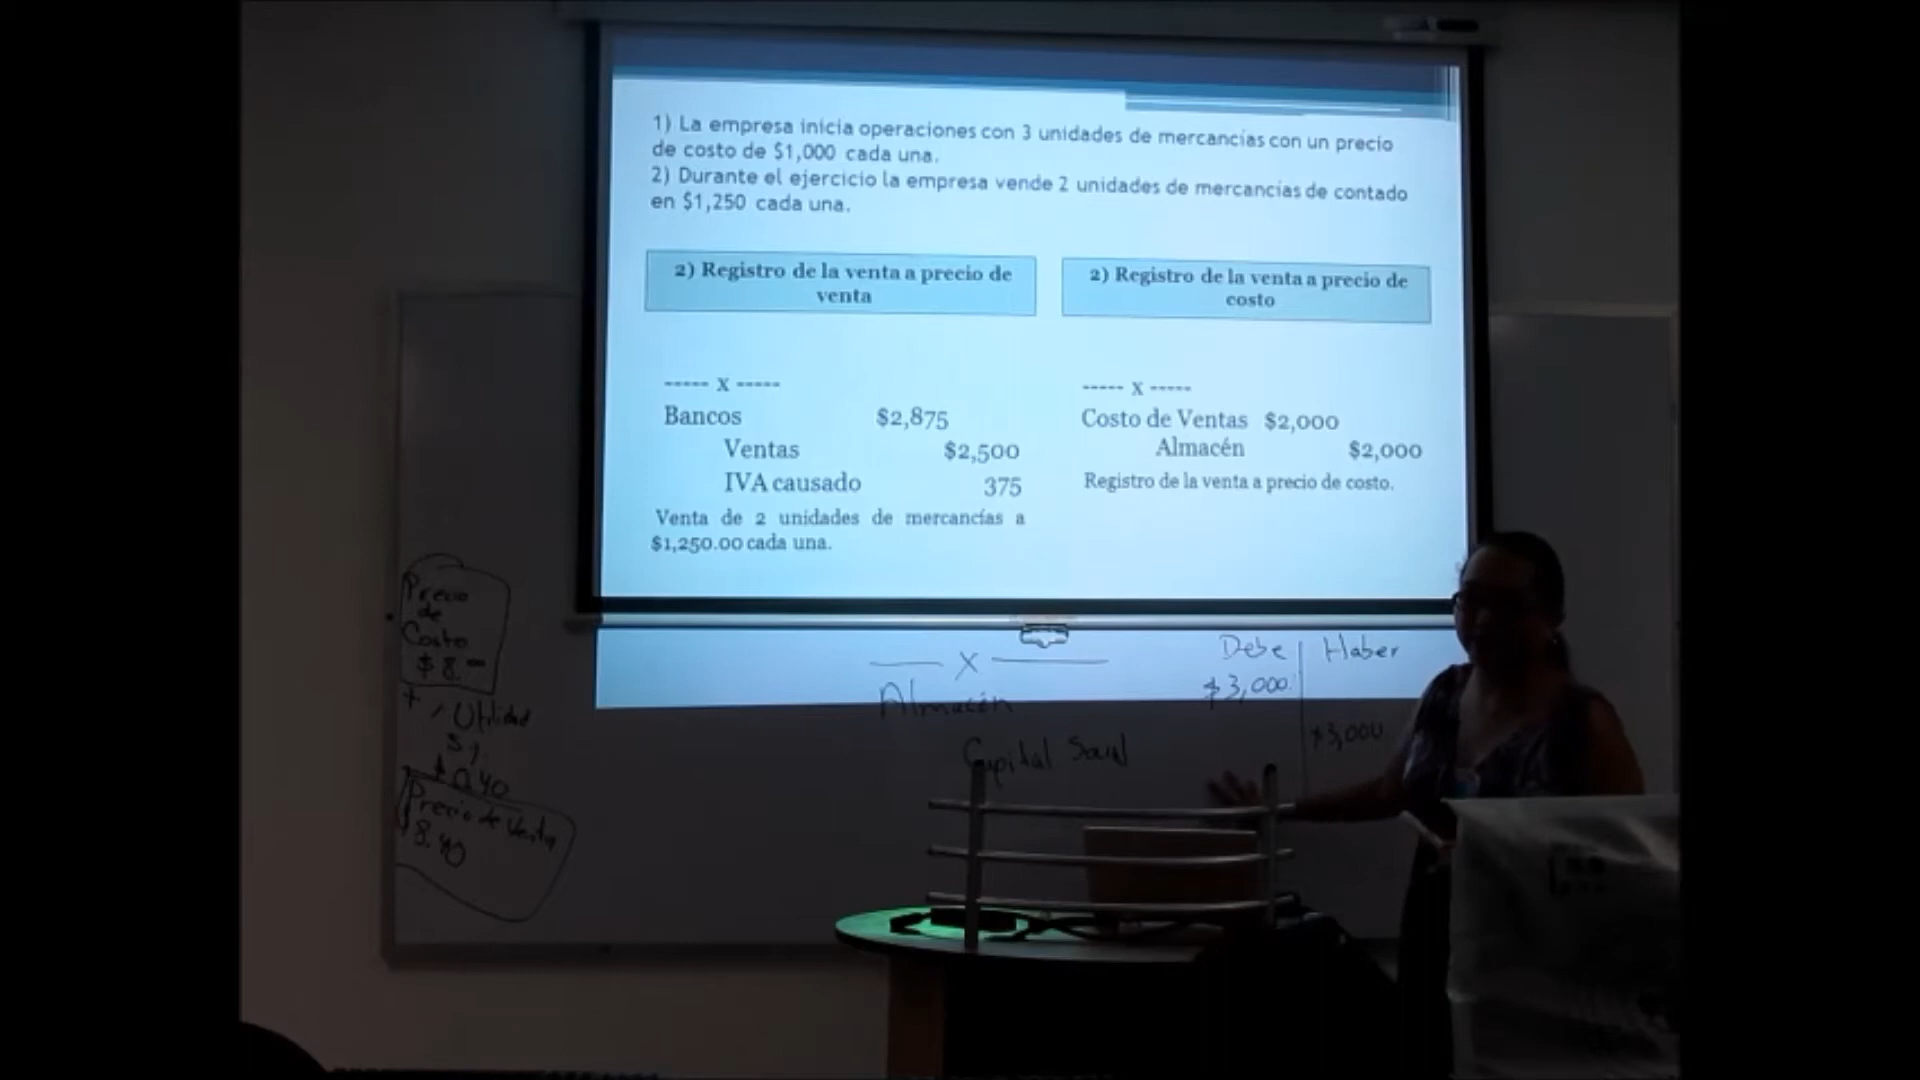 1) La empresa inicia operaciones con 3 unidades de mercancías con un precio
de costo de $1,000 cada una.
2) Durante el ejercicio la empresa vende 2 unidades de mercancías de contado
en $1,250 cada una.
2) Registro de la venta a precio de
venta
----- X -----
Bancos $2,875
Ventas $2,500
IVA causado 375
Venta de 2 unidades de mercancías a
$1,250.00 cada una.
2) Registro de la venta a precio de
costo
----- X -----
Costo de Ventas $2,000
Almacén $2,000
Registro de la venta a precio de costo.
Precio
de
Costo
$ 8.
+
Utilidad
5%
$ 0.40
Precio de Venta
$ 8.40
X
Debe Haber
Almacén $3,000.
Capital Social $3,000.